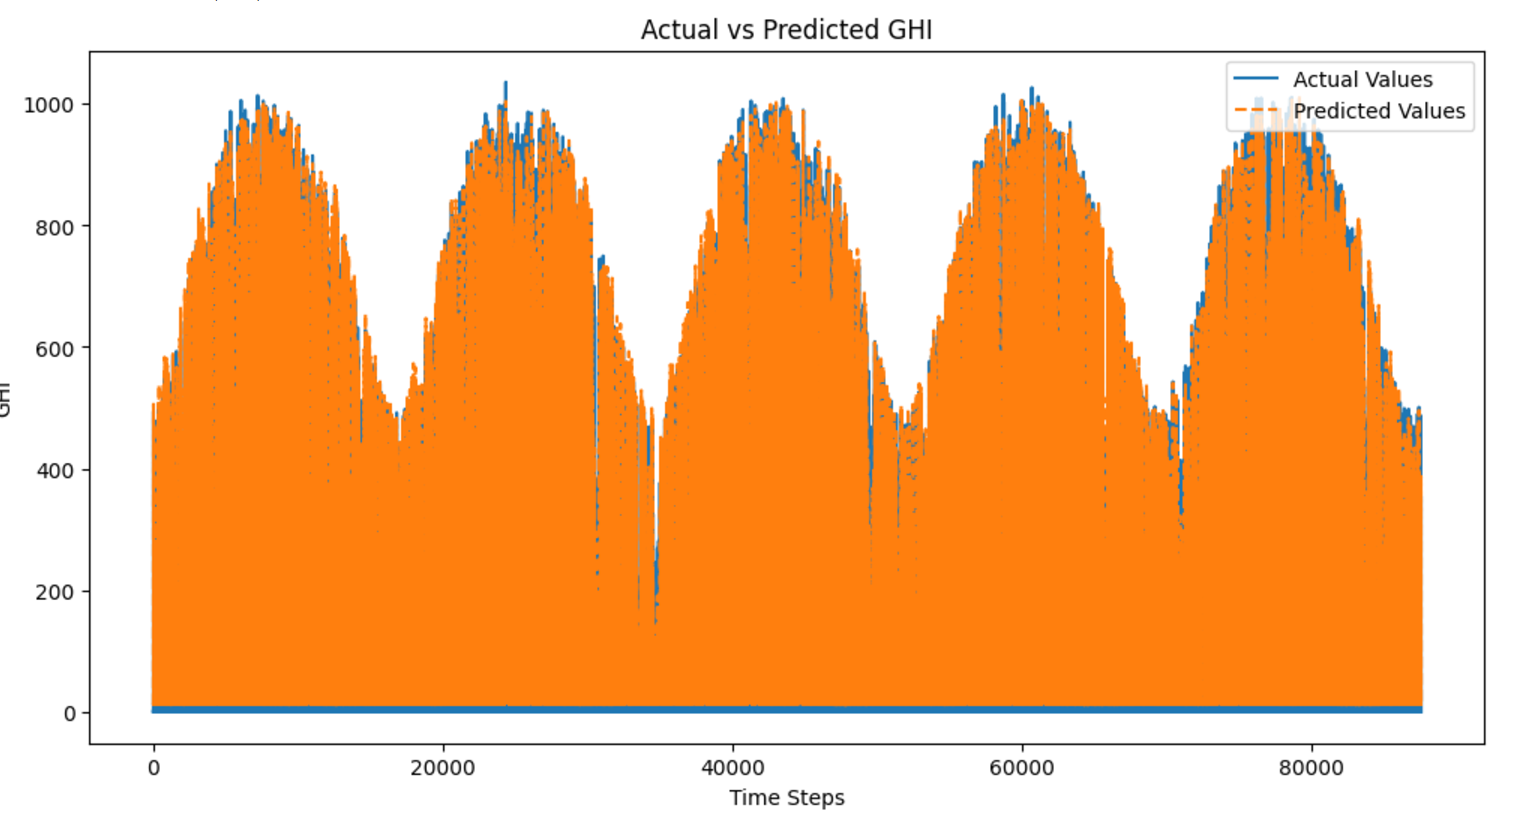 Actual vs Predicted GHI
Actual Values
Predicted Values
1000
800
600
400
200
0
GHI
0 20000 40000 60000 80000
Time Steps